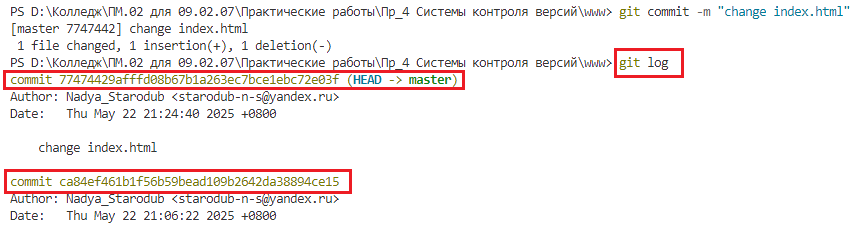 PS D:\Колледж\ПМ.02 для 09.02.07\Практические работы\Пр_4 Системы контроля версий\www> git commit -m "change index.html"
[master 7747442] change index.html
 1 file changed, 1 insertion(+), 1 deletion(-)
PS D:\Колледж\ПМ.02 для 09.02.07\Практические работы\Пр_4 Системы контроля версий\www> git log
commit 77474429afffd08b67b1a263ec7bce1ebc72e03f (HEAD -> master)
Author: Nadya_Starodub <starodub-n-s@yandex.ru>
Date:   Thu May 22 21:24:40 2025 +0800
    change index.html
commit ca84ef461b1f56b59bead109b2642da38894ce15
Author: Nadya_Starodub <starodub-n-s@yandex.ru>
Date:   Thu May 22 21:06:22 2025 +0800